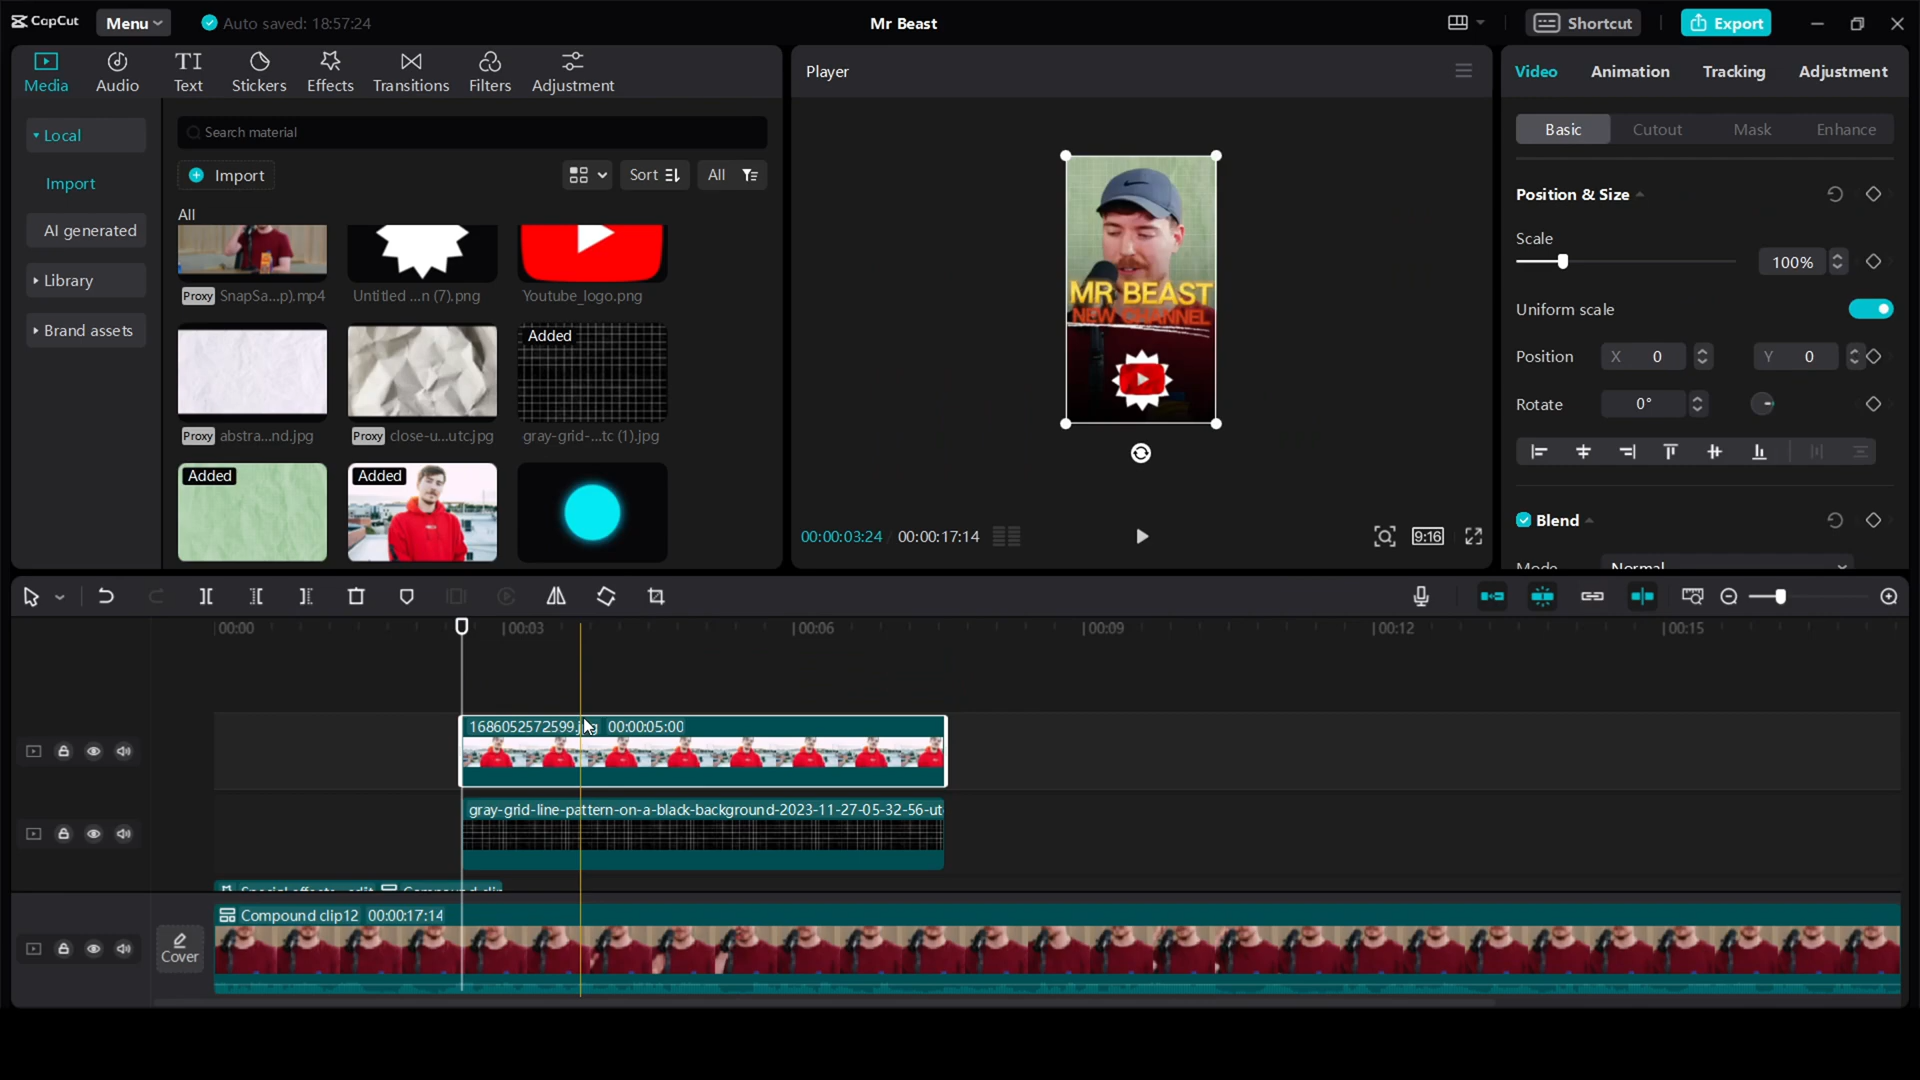 CapCut
Menu
Auto saved: 18:57:24
Mr Beast
Shortcut
Export
Media
Audio
TI
Text
Stickers
Effects
Transitions
Filters
Adjustment
Local
Import
AI generated
Library
Brand assets
Search material
Import
Sort
All
All
Proxy SnapSa...p).mp4
Untitled ...n (7).png
Youtube_logo.png
Added
Proxy abstra...nd.jpg
Proxy close-u...utc.jpg
gray-grid-...tc (1).jpg
Added
Added
Player
MR BEAST
NEW CHANNEL
00:00:03:24 / 00:00:17:14
9:16
Video
Animation
Tracking
Adjustment
Basic
Cutout
Mask
Enhance
Position & Size
Scale
100%
Uniform scale
Position
X 0
Y 0
Rotate
0°
Blend
Mode
Normal
00:00
00:03
00:06
00:09
00:12
00:15
1686052572599.jpg 00:00:05:00
gray-grid-line-pattern-on-a-black-background-2023-11-27-05-32-56-ut
Cover
Compound clip12 00:00:17:14